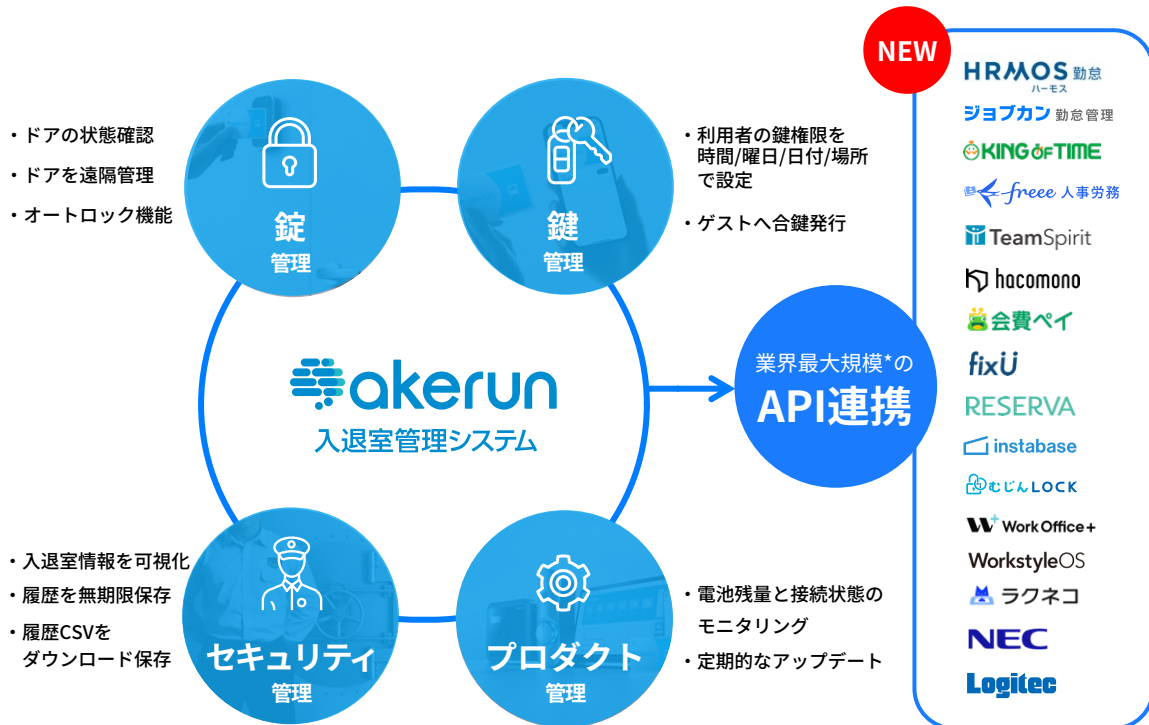 ・ドアの状態確認
・ドアを遠隔管理
・オートロック機能
錠
管理
鍵
管理
・利用者の鍵権限を
時間/曜日/日付/場所
で設定
・ゲストへ合鍵発行
akerun
入退室管理システム
業界最大規模*の
API連携
・入退室情報を可視化
・履歴を無期限保存
・履歴CSVを
ダウンロード保存
セキュリティ
管理
プロダクト
管理
・電池残量と接続状態の
モニタリング
・定期的なアップデート
NEW
HRMOS 勤怠
ハーモス
ジョブカン 勤怠管理
KING OF TIME
freee 人事労務
TeamSpirit
hacomono
会費ペイ
fixU
RESERVA
instabase
むじんLOCK
Work Office+
WorkstyleOS
ラクネコ
NEC
Logitec